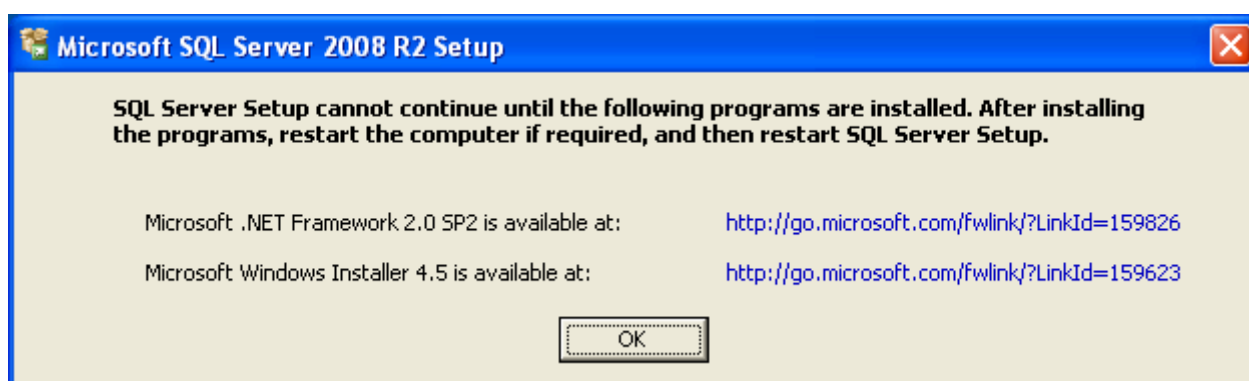 Microsoft SQL Server 2008 R2 Setup
SQL Server Setup cannot continue until the following programs are installed. After installing
the programs, restart the computer if required, and then restart SQL Server Setup.
Microsoft .NET Framework 2.0 SP2 is available at: http://go.microsoft.com/fwlink/?LinkId=159826
Microsoft Windows Installer 4.5 is available at: http://go.microsoft.com/fwlink/?LinkId=159623
OK